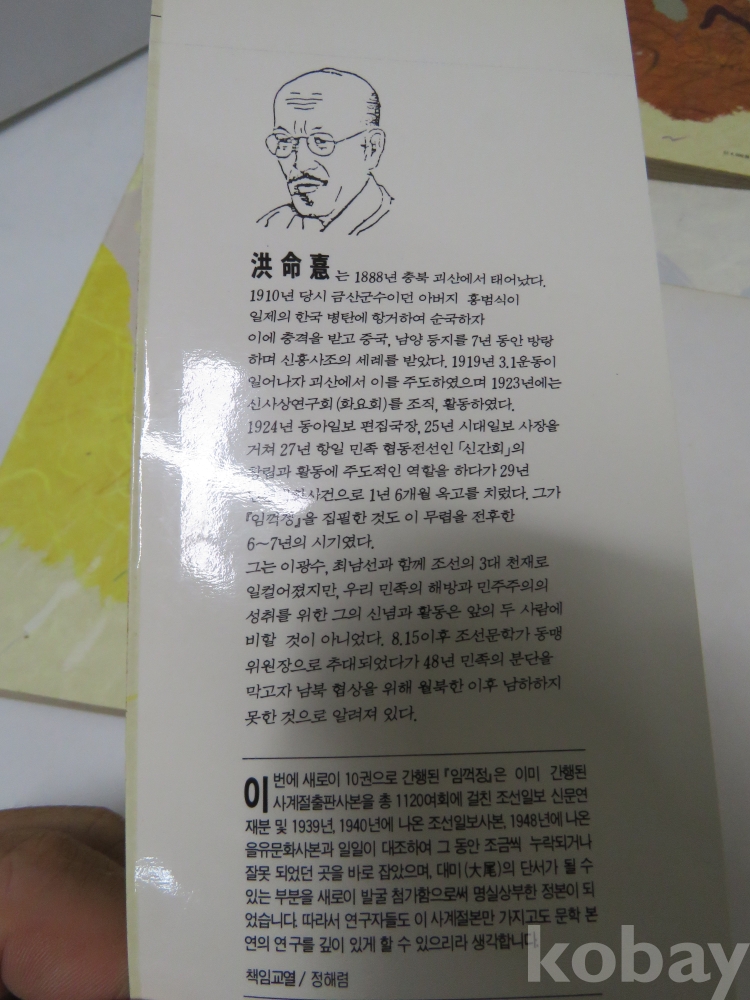 洪命憙는 1888년 충북 괴산에서 태어났다.
1910년 당시 금산군수이던 아버지 홍범식이
일제의 한국 병탄에 항거하여 순국하자
이에 충격을 받고 중국, 남양 등지를 7년 동안 방랑
하며 신흥사조의 세례를 받았다. 1919년 3.1운동이
일어나자 괴산에서 이를 주도하였으며 1923년에는
신사상연구회(화요회)를 조직, 활동하였다.
1924년 동아일보 편집국장, 25년 시대일보 사장을
거쳐 27년 항일 민족 협동전선인 「신간회」의
창립과 활동에 주도적인 역할을 하다가 29년
사건으로 1년 6개월 옥고를 치렀다. 그가
『임꺽정』을 집필한 것도 이 무렵을 전후한
6~7년의 시기였다.
그는 이광수, 최남선과 함께 조선의 3대 천재로
일컬어졌지만, 우리 민족의 해방과 민주주의의
성취를 위한 그의 신념과 활동은 앞의 두 사람에
비할 것이 아니었다. 8.15이후 조선문학가 동맹
위원장으로 추대되었다가 48년 민족의 분단을
막고자 남북 협상을 위해 월북한 이후 남하하지
못한 것으로 알려져 있다.
이번에 새로이 10권으로 간행된 『임꺽정』은 이미 간행된
사계절출판사본을 총 1120여회에 걸친 조선일보 신문연
재분 및 1939년, 1940년에 나온 조선일보사본, 1948년에 나온
을유문화사본과 일일이 대조하여 그 동안 조금씩 누락되거나
잘못 되었던 곳을 바로 잡았으며, 대미(大尾)의 단서가 될 수
있는 부분을 새로이 발굴 첨가함으로써 명실상부한 정본이 되
었습니다. 따라서 연구자들도 이 사계절본만 가지고도 문학 본
연의 연구를 깊이 있게 할 수 있으리라 생각합니다.
책임교열 / 정해렴
kobay